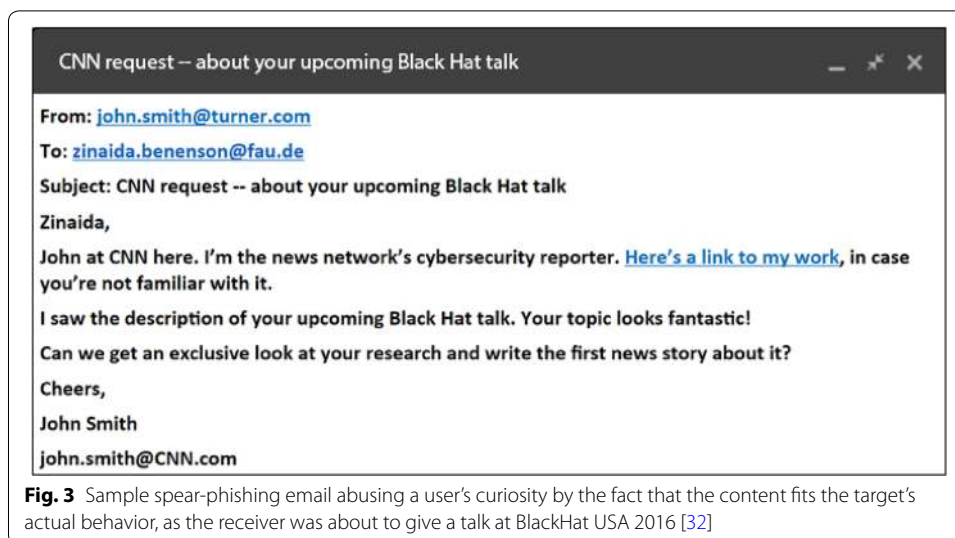 CNN request -- about your upcoming Black Hat talk
From: john.smith@turner.com
To: zinaida.benenson@fau.de
Subject: CNN request -- about your upcoming Black Hat talk
Zinaida,
John at CNN here. I'm the news network's cybersecurity reporter. Here's a link to my work, in case
you're not familiar with it.
I saw the description of your upcoming Black Hat talk. Your topic looks fantastic!
Can we get an exclusive look at your research and write the first news story about it?
Cheers,
John Smith
john.smith@CNN.com
Fig. 3 Sample spear-phishing email abusing a user's curiosity by the fact that the content fits the target's
actual behavior, as the receiver was about to give a talk at BlackHat USA 2016 [32]